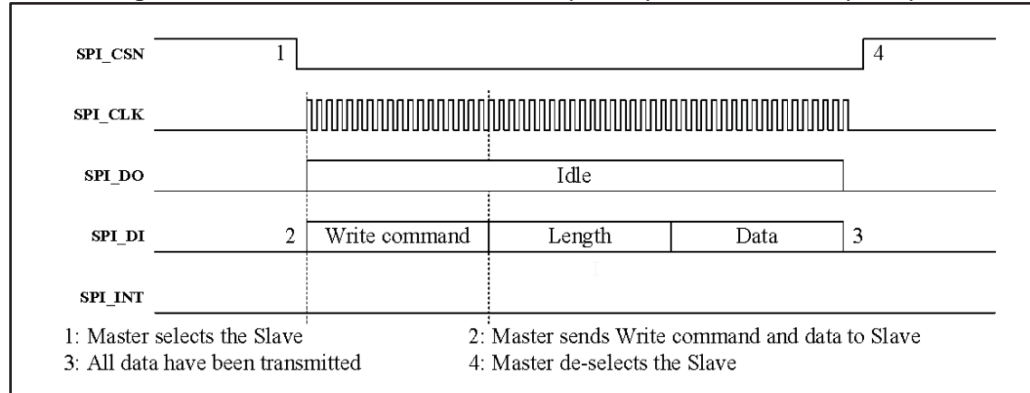 SPI_CSN 1 4
SPI_CLK
SPI_DO Idle
SPI_DI 2 Write command Length Data 3
SPI_INT
1: Master selects the Slave 2: Master sends Write command and data to Slave
3: All data have been transmitted 4: Master de-selects the Slave